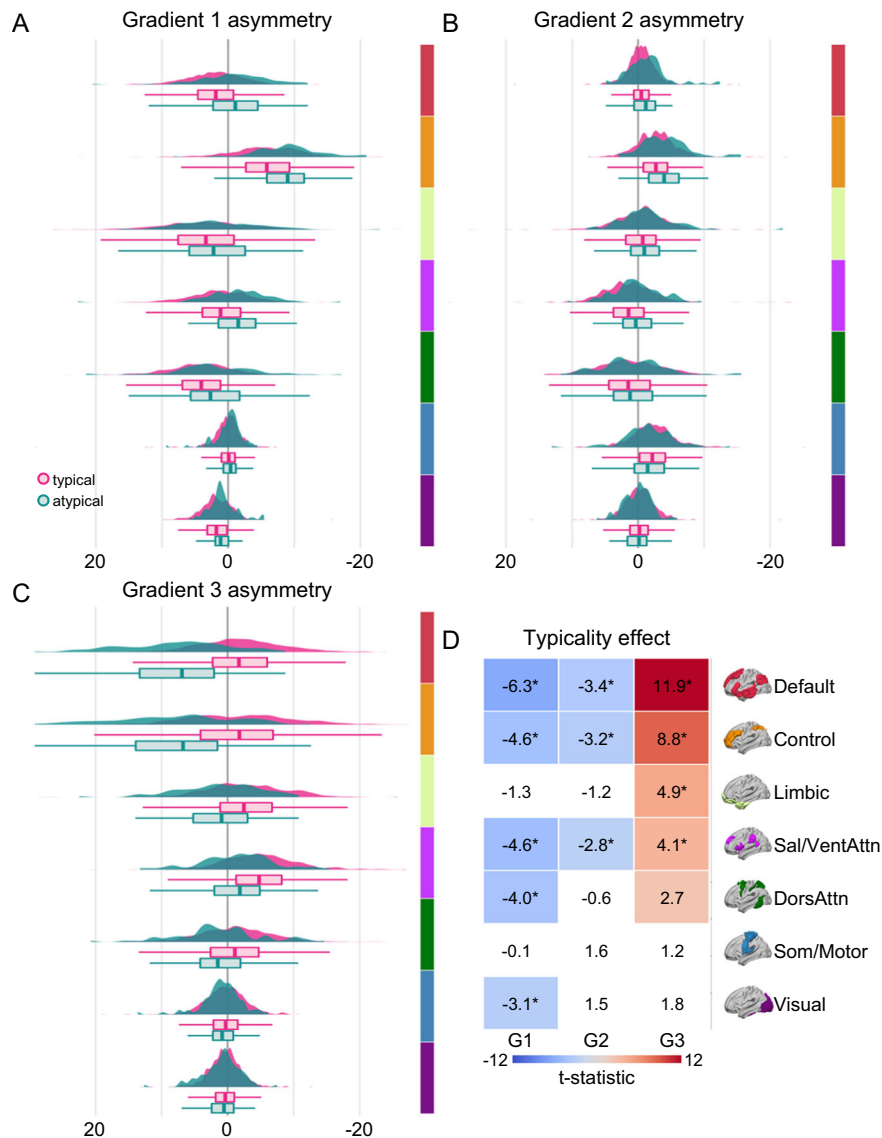 A
Gradient 1 asymmetry
B
Gradient 2 asymmetry
typical
atypical
20
0
-20
20
0
-20
C
Gradient 3 asymmetry
20
0
-20
D
Typicality effect
-6.3* -3.4* 11.9* Default
-4.6* -3.2* 8.8* Control
-1.3 -1.2 4.9* Limbic
-4.6* -2.8* 4.1* Sal/VentAttn
-4.0* -0.6 2.7 DorsAttn
-0.1 1.6 1.2 Som/Motor
-3.1* 1.5 1.8 Visual
G1 G2 G3
-12 12
t-statistic